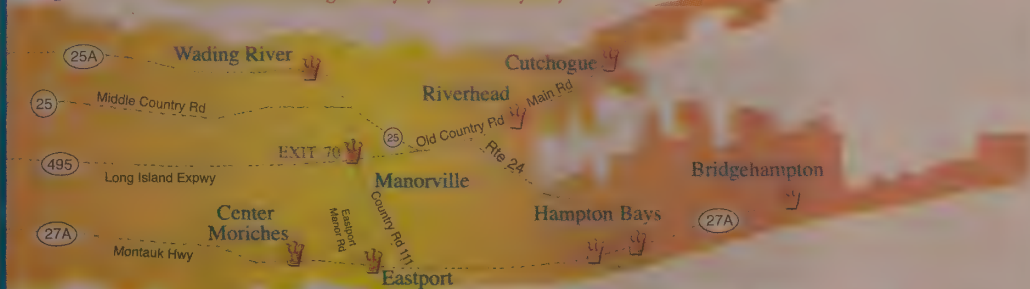 25A
Wading River
Cutchogue
25
Middle Country Rd
Riverhead
Main Rd
25
Old Country Rd
Rte 24
495
EXIT 70
Long Island Expwy
Manorville
Bridgehampton
Country Rd 111
Eastport
Manor Rd
Center
Moriches
Hampton Bays
27A
27A
Montauk Hwy
Eastport